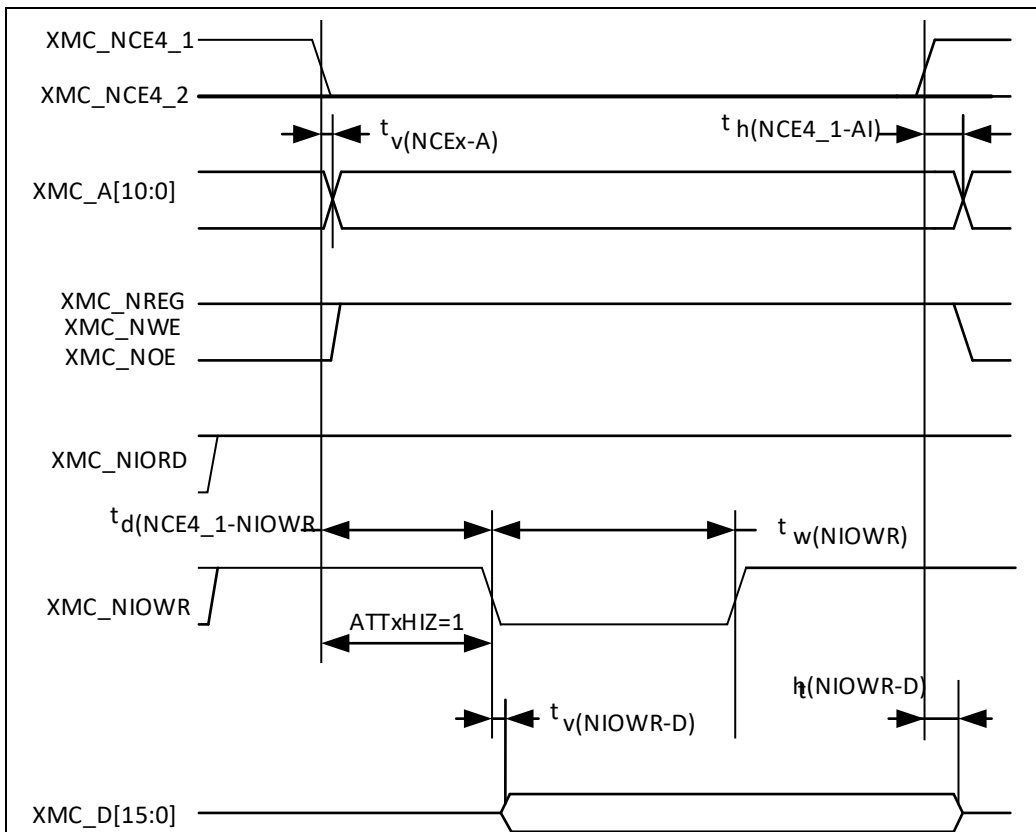 XMC_NCE4_1
XMC_NCE4_2
t v(NCEx-A)
t h(NCE4_1-AI)
XMC_A[10:0]
XMC_NREG
XMC_NWE
XMC_NOE
XMC_NIORD
t d(NCE4_1-NIOWR
t w(NIOWR)
XMC_NIOWR
ATTxHIZ=1
th(NIOWR-D)
t v(NIOWR-D)
XMC_D[15:0]